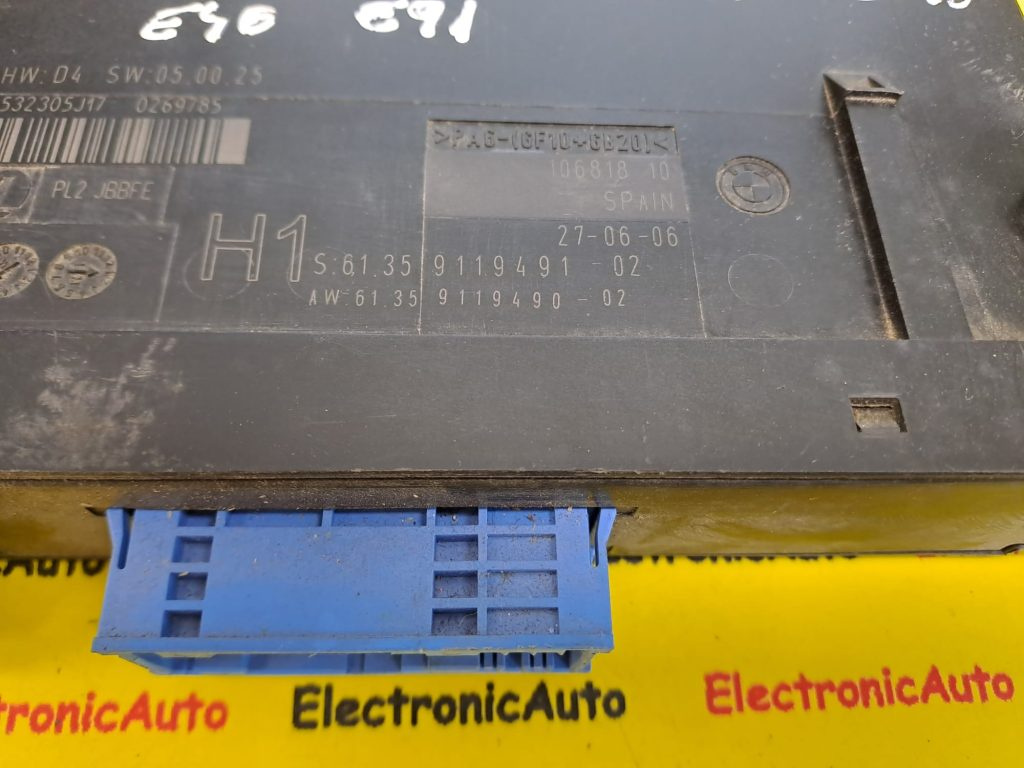 E90 E91
HW: D4 SW:05.00.25
532305J17 0269785
>PA6-(GF10+GB20)<
106818 10
PL2 JBBFE
SPAIN
H1
27-06-06
S:61.35 9119491-02
AW:61 35 9119490-02
tronicAuto ElectronicAuto ElectronicAuto